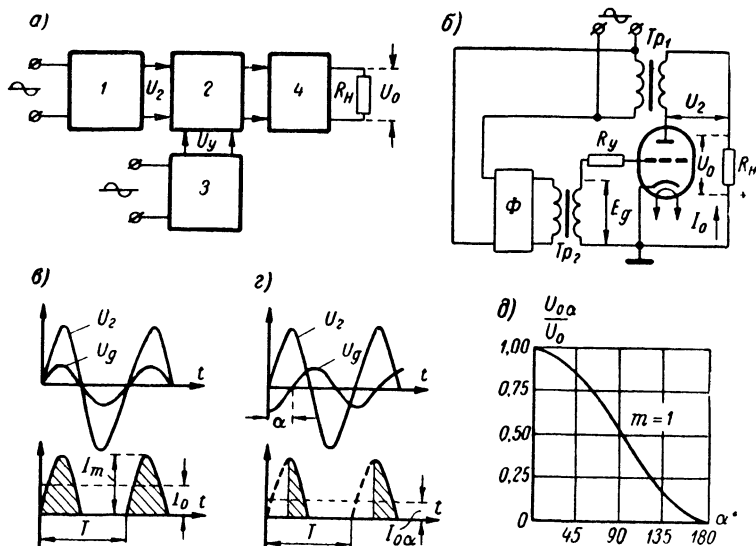 а)
1
U₂
2
4
Rн
U₀
Uу
3
б)
Тр₁
U₂
Rу
U₀
Rн
+
Ф
Eg
Тр₂
I₀
в)
U₂
Ug
t
Im
I₀
t
T
г)
U₂
Ug
t
α
t
T
I₀α
д)
U₀α
U₀
1,00
0,75
0,50
0,25
0
m = 1
45
90
135
180
α°